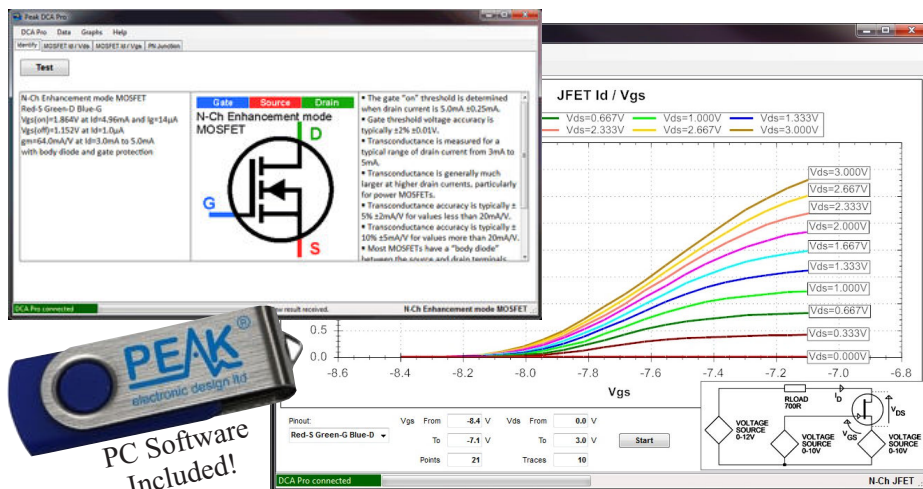 Peak DCA Pro
DCA Pro Data Graphs Help
Identify MOSFET Id / Vds MOSFET Id / Vgs PN Junction
Test
N-Ch Enhancement mode MOSFET
Red-S Green-D Blue-G
Vgs(on)=1.864V at Id=4.96mA and Ig=14µA
Vgs(off)=1.152V at Id=1.0µA
gm=64.0mA/V at Id=3.0mA to 5.0mA
with body diode and gate protection
Gate Source Drain
N-Ch Enhancement mode
MOSFET
D
G
S
• The gate "on" threshold is determined
when drain current is 5.0mA ±0.25mA.
• Gate threshold voltage accuracy is
typically ±2% ±0.01V.
• Transconductance is measured for a
typical range of drain current from 3mA to
5mA.
• Transconductance is generally much
larger at higher drain currents, particularly
for power MOSFETs.
• Transconductance accuracy is typically ±
5% ±2mA/V for values less than 20mA/V.
• Transconductance accuracy is typically ±
10% ±5mA/V for values more than 20mA/V.
• Most MOSFETs have a "body diode"
between the source and drain terminals.
DCA Pro connected
new result received.
N-Ch Enhancement mode MOSFET
JFET Id / Vgs
Vds=0.667V Vds=1.000V Vds=1.333V
Vds=2.333V Vds=2.667V Vds=3.000V
Vds=3.000V
Vds=2.667V
Vds=2.333V
Vds=2.000V
Vds=1.667V
Vds=1.333V
Vds=1.000V
Vds=0.667V
Vds=0.333V
Vds=0.000V
0.5
0.0
-8.6 -8.4 -8.2 -8.0 -7.8 -7.6 -7.4 -7.2 -7.0 -6.8
Vgs
Pinout:
Red-S Green-G Blue-D
Vgs From -8.4 V Vds From 0.0 V
To -7.1 V To 3.0 V
Start
Points 21 Traces 10
RLOAD
700R
ID
VDS
VGS
VOLTAGE
SOURCE
0-12V
VOLTAGE
SOURCE
0-10V
VOLTAGE
SOURCE
0-10V
DCA Pro connected
N-Ch JFET
PEAK®
electronic design ltd
PC Software
Included!